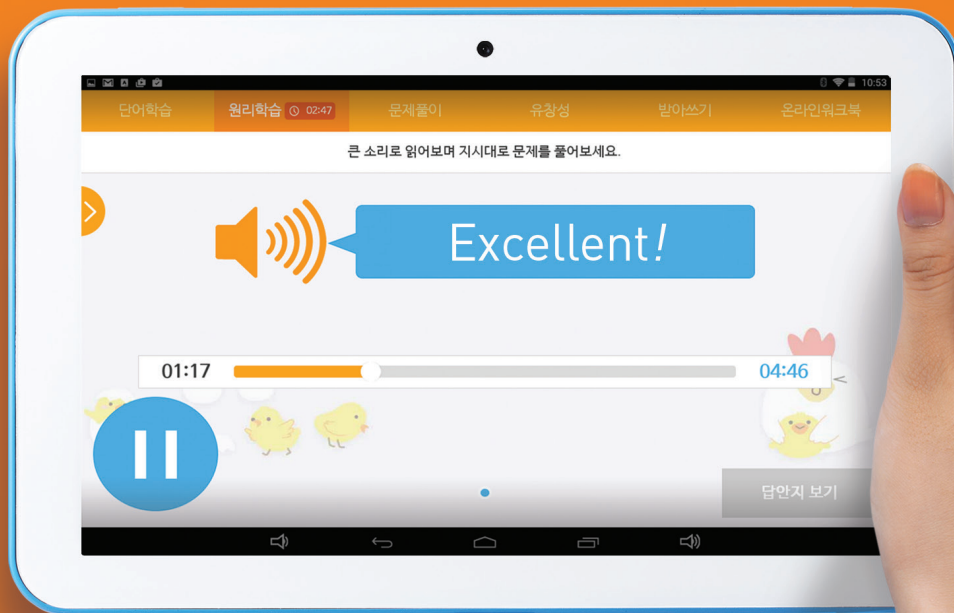 10:53
단어학습
원리학습 02:47
문제풀이
유창성
받아쓰기
온라인워크북
큰 소리로 읽어보며 지시대로 문제를 풀어보세요.
Excellent!
01:17
04:46
답안지 보기